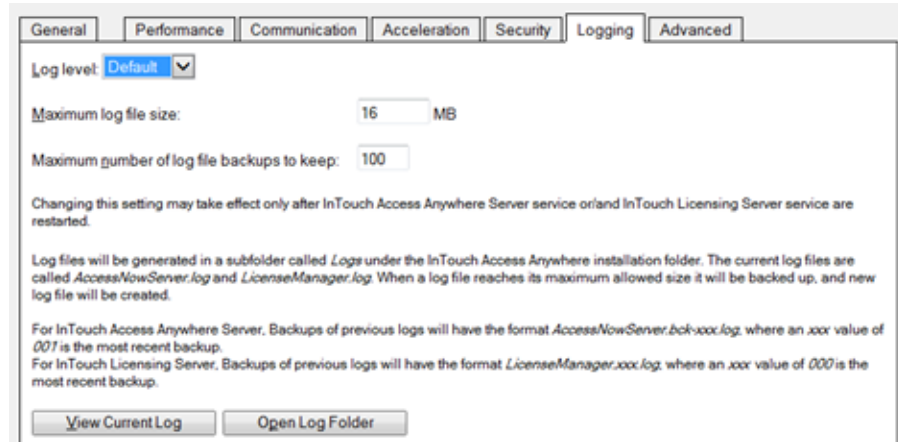 General Performance Communication Acceleration Security Logging Advanced
Log level: Default
Maximum log file size: 16 MB
Maximum number of log file backups to keep: 100
Changing this setting may take effect only after InTouch Access Anywhere Server service or/and InTouch Licensing Server service are
restarted.
Log files will be generated in a subfolder called Logs under the InTouch Access Anywhere installation folder. The current log files are
called AccessNowServer.log and LicenseManager.log. When a log file reaches its maximum allowed size it will be backed up, and new
log file will be created.
For InTouch Access Anywhere Server, Backups of previous logs will have the format AccessNowServer.bck-xxx.log, where an xxx value of
001 is the most recent backup.
For InTouch Licensing Server, Backups of previous logs will have the format LicenseManager.xxx.log, where an xxx value of 000 is the
most recent backup.
View Current Log Open Log Folder